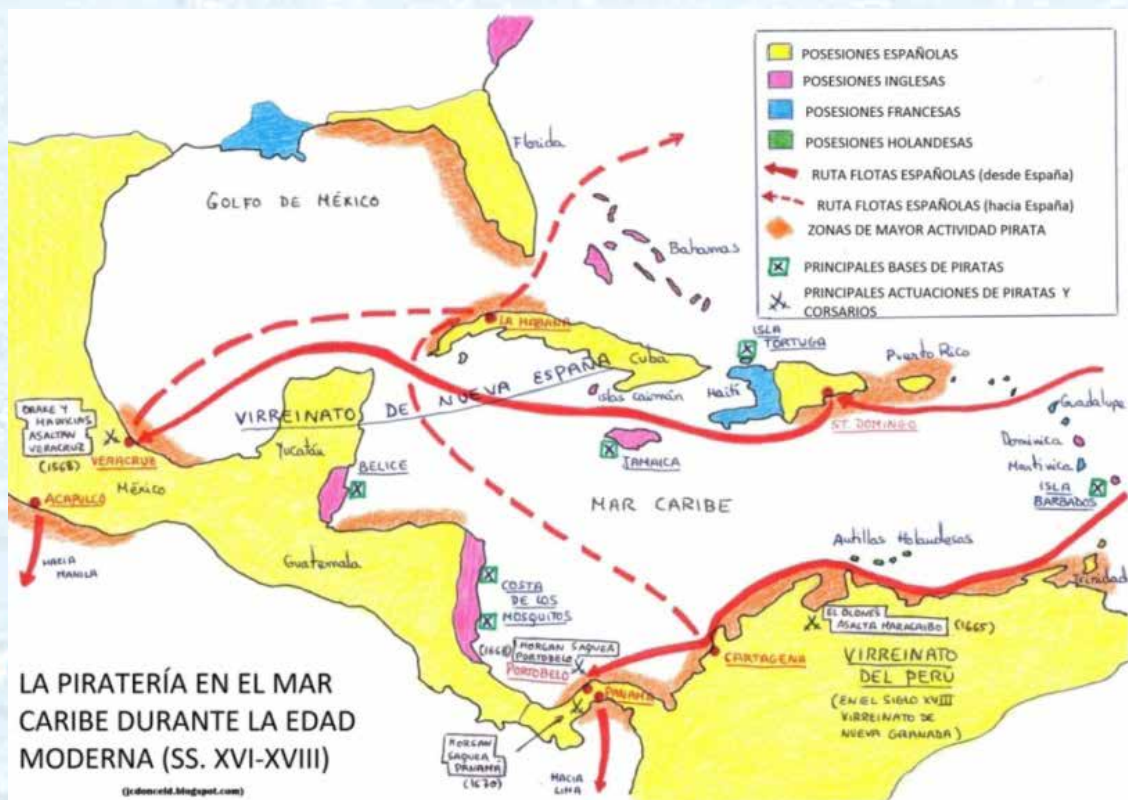 POSESIONES ESPAÑOLAS
POSESIONES INGLESAS
POSESIONES FRANCESAS
POSESIONES HOLANDESAS
RUTA FLOTAS ESPAÑOLAS (desde España)
RUTA FLOTAS ESPAÑOLAS (hacia España)
ZONAS DE MAYOR ACTIVIDAD PIRATA
PRINCIPALES BASES DE PIRATAS
PRINCIPALES ACTUACIONES DE PIRATAS Y
CORSARIOS
Florida
GOLFO DE MÉXICO
Bahamas
LA HABANA
Cuba
ISLA
TORTUGA
Puerto Rico
Haití
islas caimán
ST. DOMINGO
Guadalupe
Dominica
Martinica
ISLA
BARBADOS
VIRREINATO DE NUEVA ESPAÑA
DRAKE Y
HAWKINS
ASALTAN
VERACRUZ
(1568)
VERACRUZ
Yucatán
BELICE
JAMAICA
ACAPULCO
México
MAR CARIBE
HACIA
MANILA
Guatemala
Antillas Holandesas
Trinidad
COSTA
DE LOS
MOSQUITOS
EL OLONÉS
ASALTA MARACAIBO
(1665)
MORGAN SAQUEA
PORTOBELO
PORTOBELO
CARTAGENA
PANAMÁ
VIRREINATO
DEL PERÚ
(EN EL SIGLO XVIII
VIRREINATO DE
NUEVA GRANADA)
MORGAN
SAQUEA
PANAMÁ
(1670)
HACIA
LIMA
LA PIRATERÍA EN EL MAR
CARIBE DURANTE LA EDAD
MODERNA (SS. XVI-XVIII)
(jcdonceld.blogspot.com)